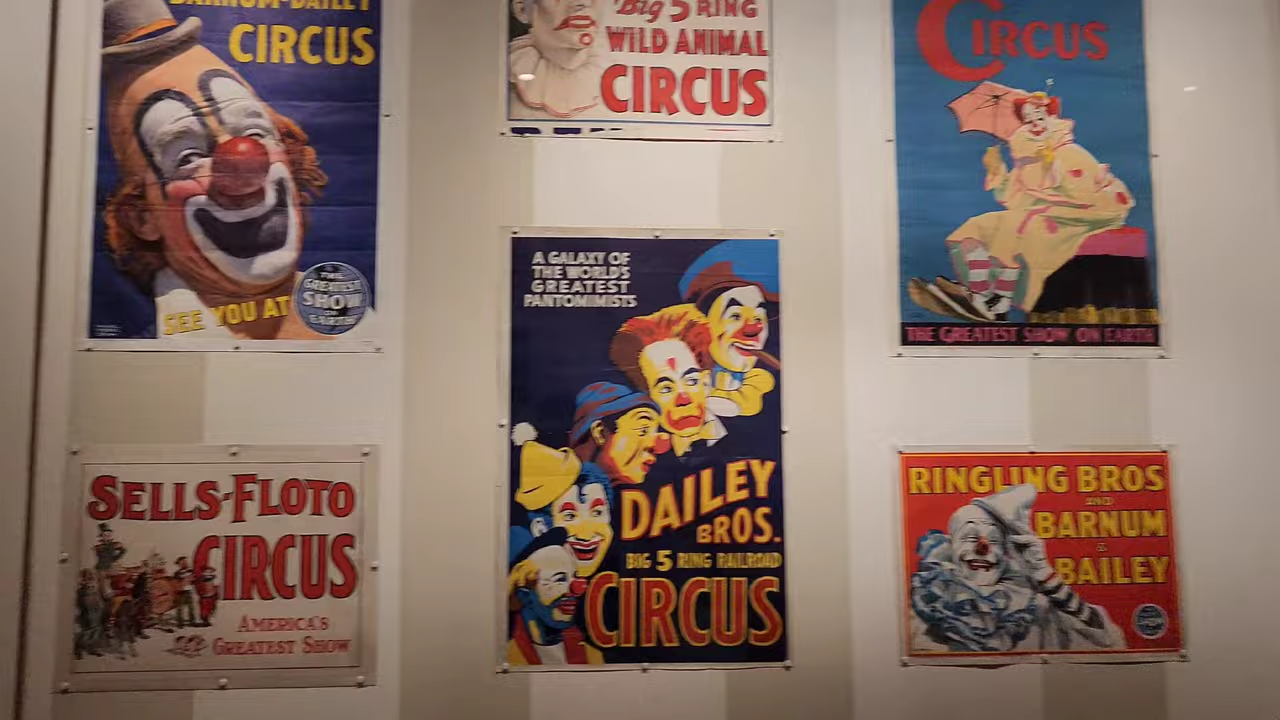 BARNUM-BAILEY
CIRCUS
SEE YOU AT
THE
GREATEST
SHOW
ON
EARTH
Big 5 RING
WILD ANIMAL
CIRCUS
CIRCUS
THE GREATEST SHOW ON EARTH
A GALAXY OF
THE WORLD'S
GREATEST
PANTOMIMISTS
DAILEY
BROS.
BIG 5 RING RAILROAD
CIRCUS
SELLS-FLOTO
CIRCUS
AMERICA'S
GREATEST SHOW
RINGLING BROS
AND
BARNUM
&
BAILEY